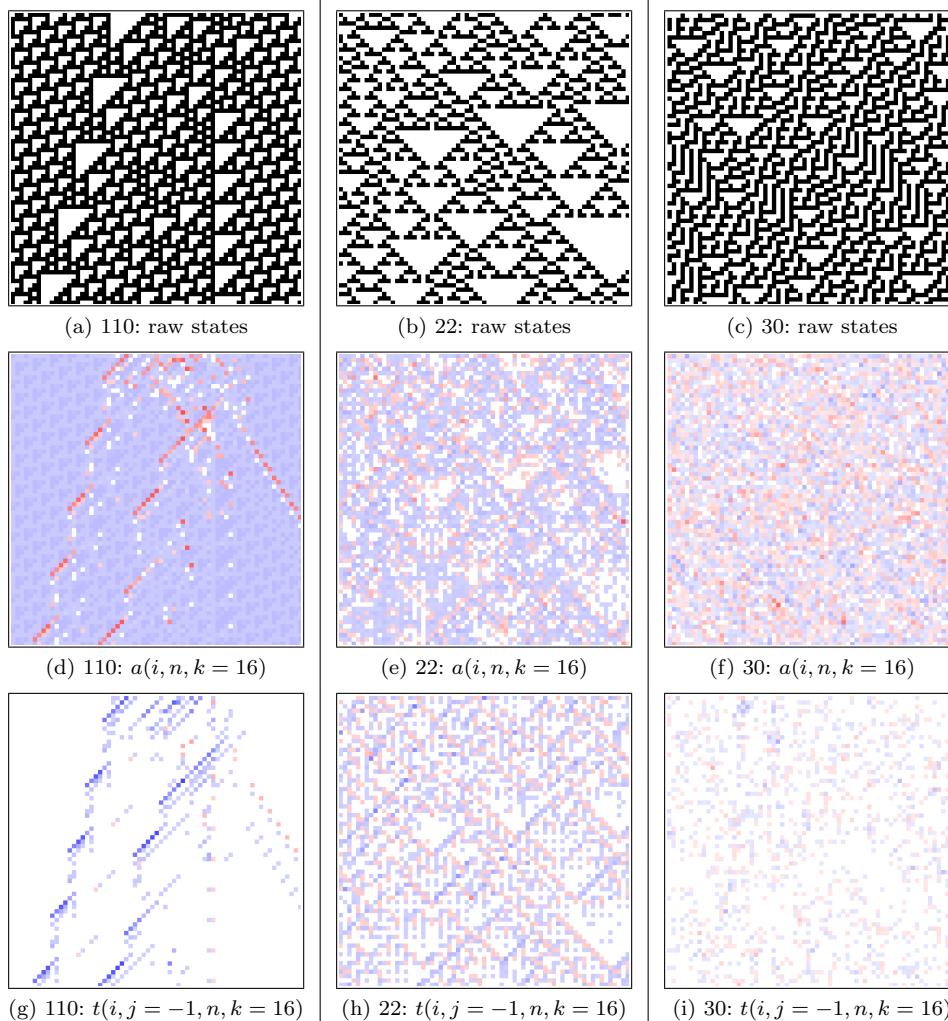 (a) 110: raw states
(b) 22: raw states
(c) 30: raw states
(d) 110: a(i, n, k = 16)
(e) 22: a(i, n, k = 16)
(f) 30: a(i, n, k = 16)
(g) 110: t(i, j = −1, n, k = 16)
(h) 22: t(i, j = −1, n, k = 16)
(i) 30: t(i, j = −1, n, k = 16)